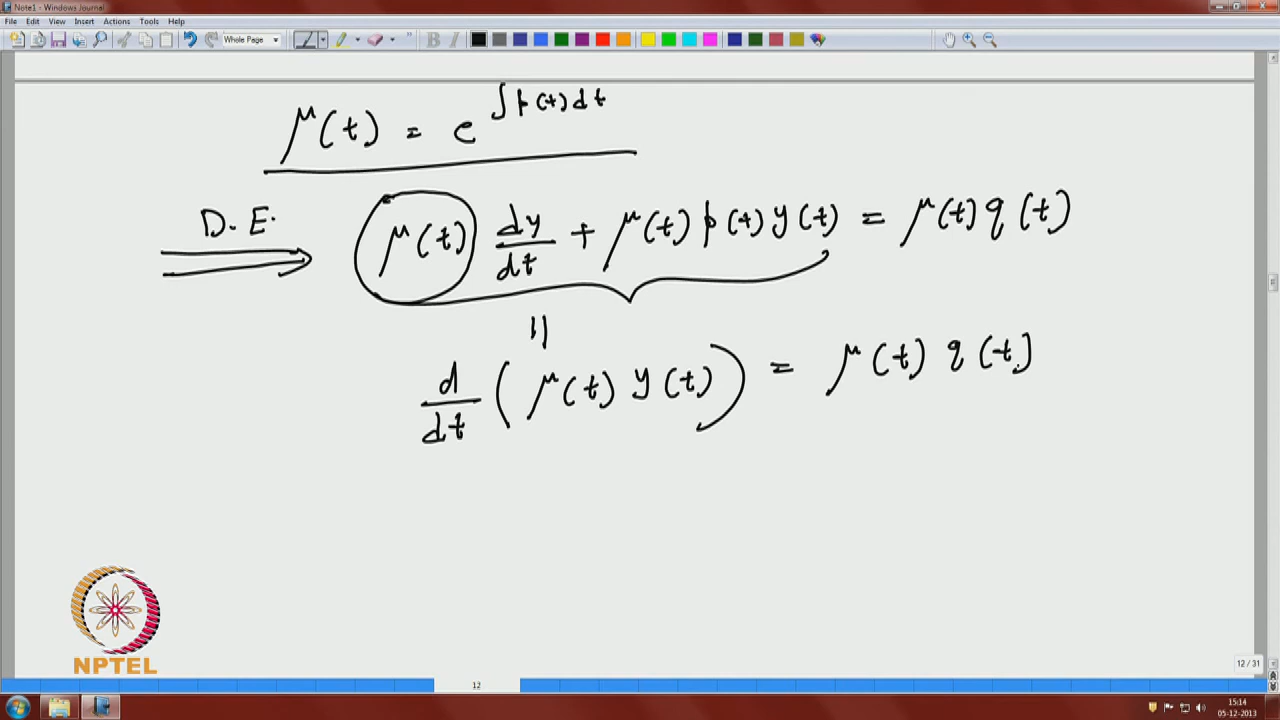 Note1 - Windows Journal
File Edit View Insert Actions Tools Help
Whole Page
μ(t) = e^{∫p(t)dt}
D.E. ⟹ μ(t) dy/dt + μ(t) p(t) y(t) = μ(t) q(t)
||
d/dt ( μ(t) y(t) ) = μ(t) q(t)
NPTEL
12 / 31
12
15:14
05-12-2013